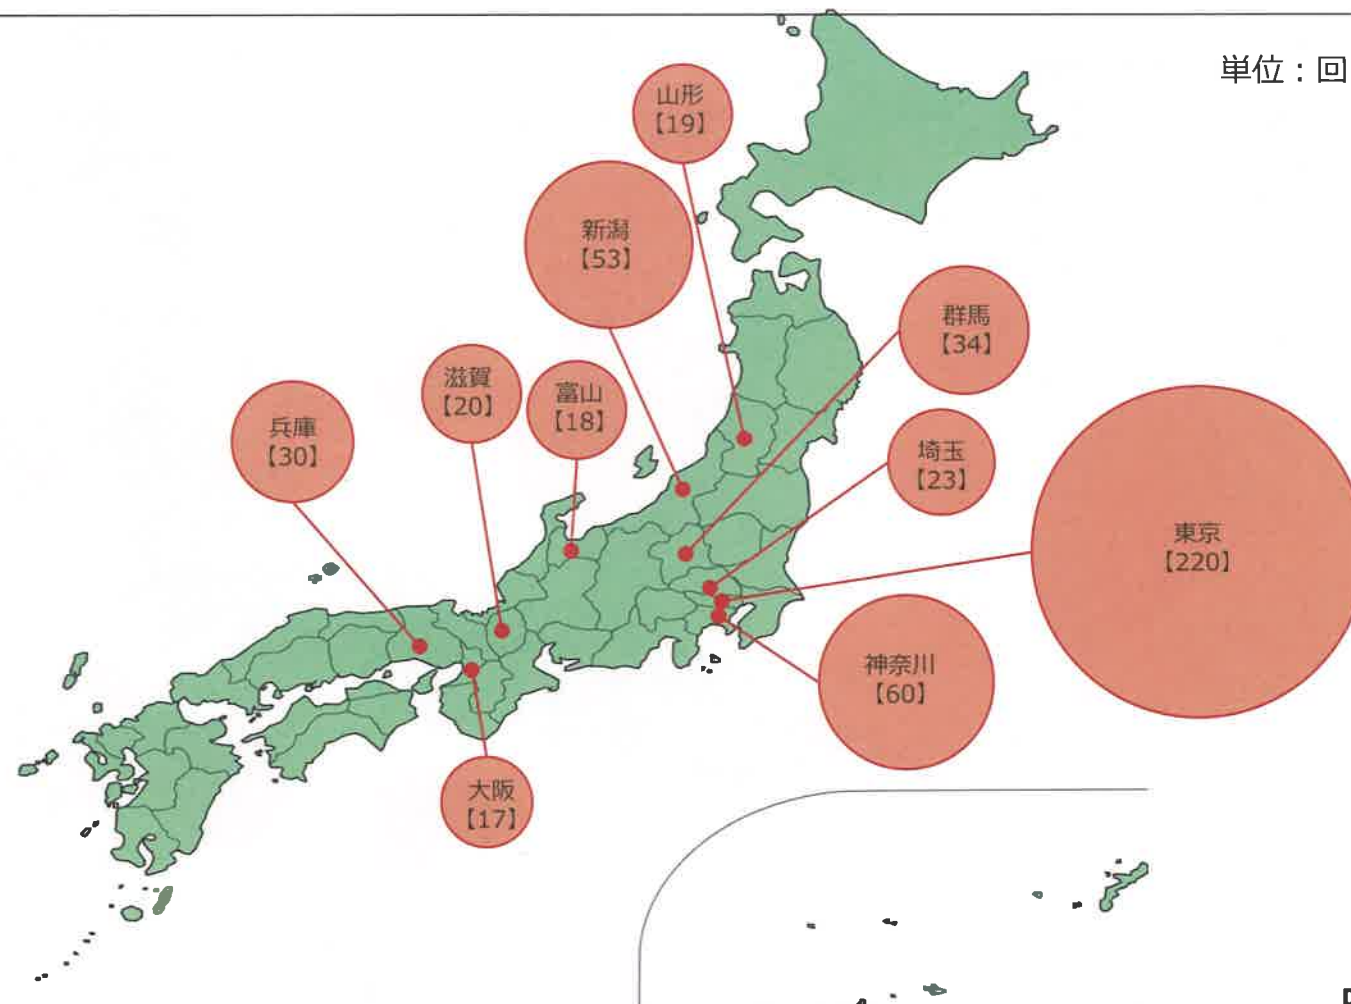 単位：回
山形
【19】
新潟
【53】
群馬
【34】
滋賀
【20】
富山
【18】
兵庫
【30】
埼玉
【23】
東京
【220】
神奈川
【60】
大阪
【17】